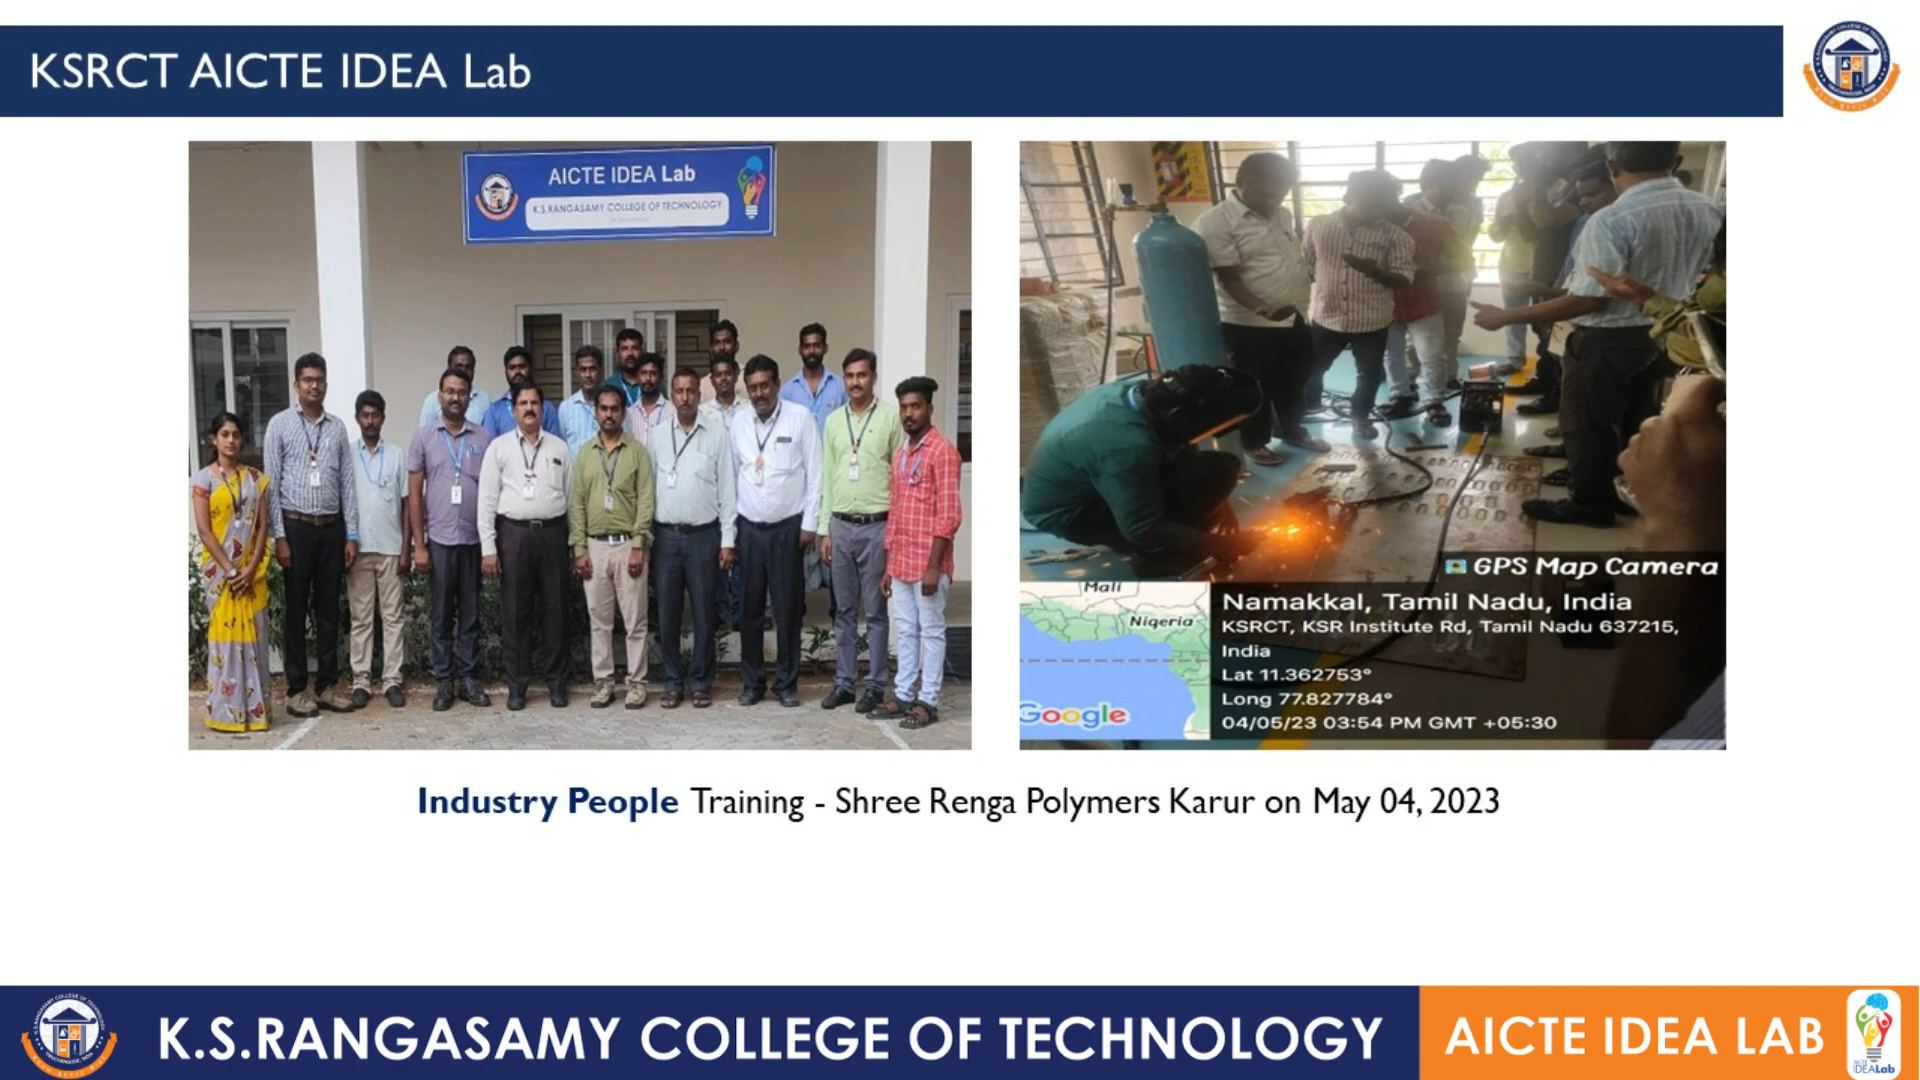 KSRCT AICTE IDEA Lab
AICTE IDEA Lab
K.S.RANGASAMY COLLEGE OF TECHNOLOGY
GPS Map Camera
Mali
Nigeria
Google
Namakkal, Tamil Nadu, India
KSRCT, KSR Institute Rd, Tamil Nadu 637215,
India
Lat 11.362753°
Long 77.827784°
04/05/23 03:54 PM GMT +05:30
Industry People Training - Shree Renga Polymers Karur on May 04, 2023
K.S.RANGASAMY COLLEGE OF TECHNOLOGY
AICTE IDEA LAB
AICTE
IDEALab